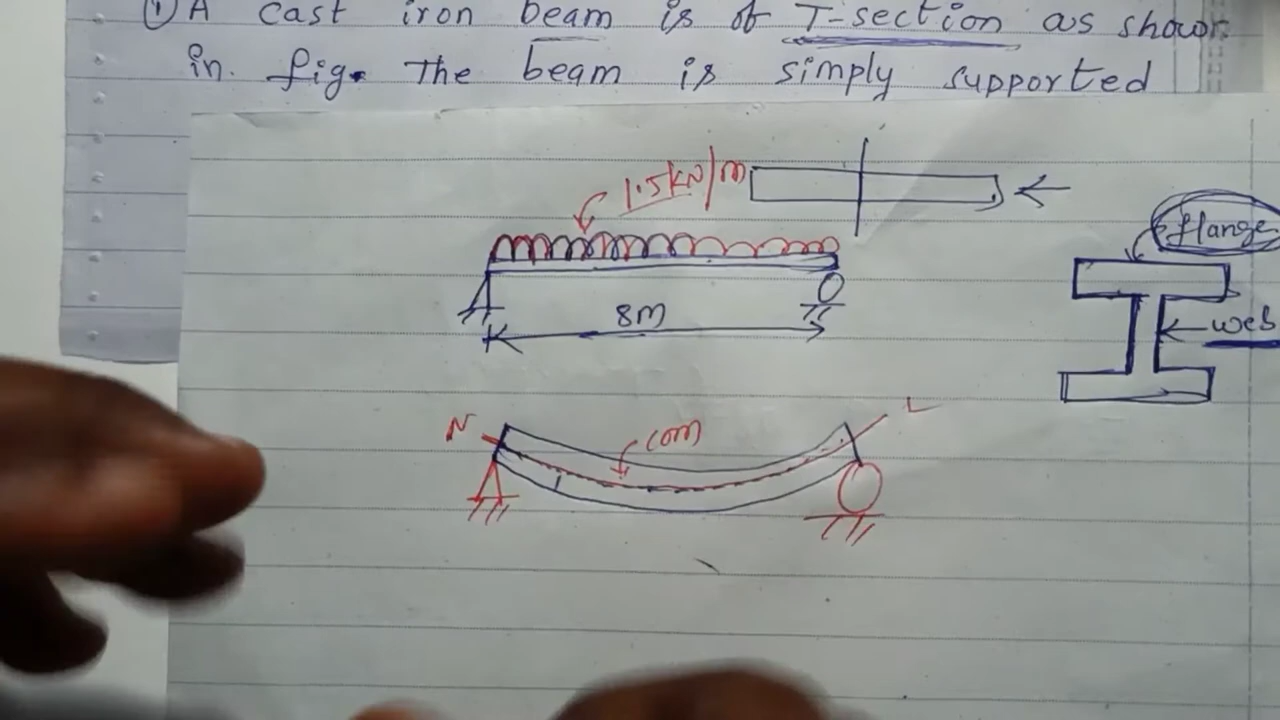 ① A cast iron beam is of T-section as shown
in. fig. The beam is simply supported
1.5kN/m
flange
8m
web
N
com
L